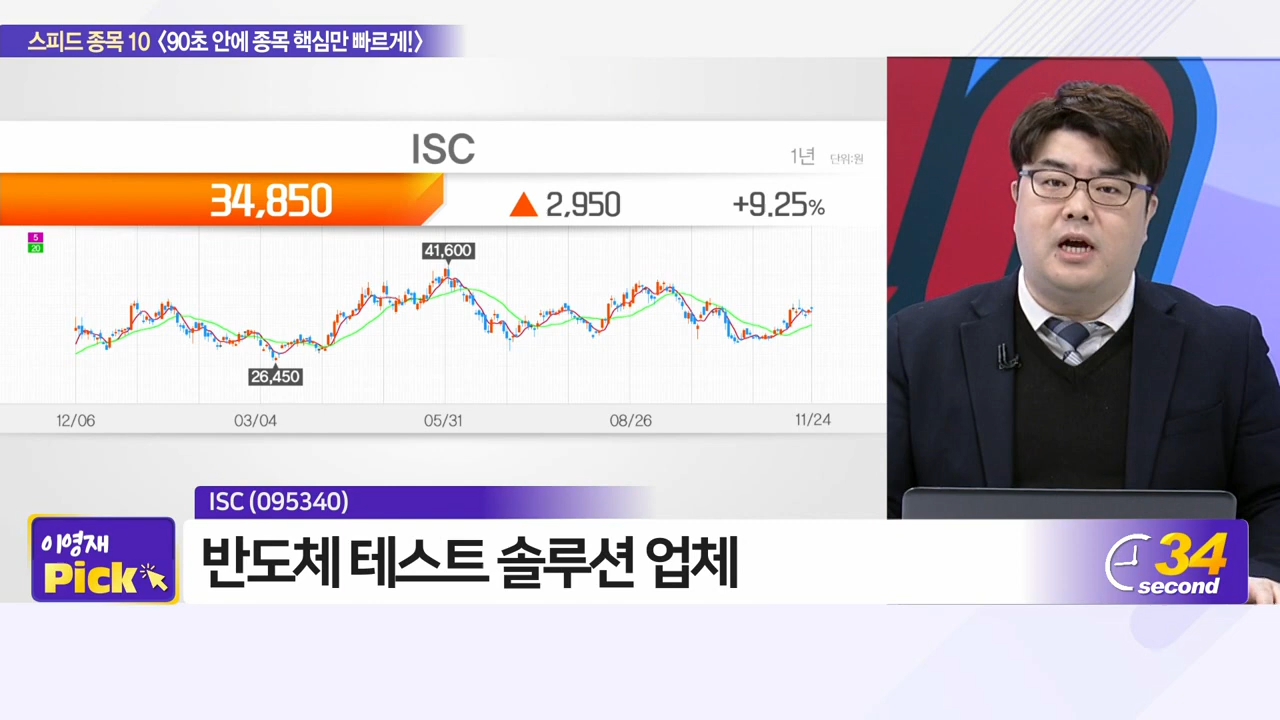 스피드 종목 10 〈90초 안에 종목 핵심만 빠르게!〉
ISC
1년 단위:원
34,850 ▲ 2,950 +9.25%
5
20
41,600
26,450
12/06 03/04 05/31 08/26 11/24
ISC (095340)
이영재
Pick
반도체 테스트 솔루션 업체
34
second